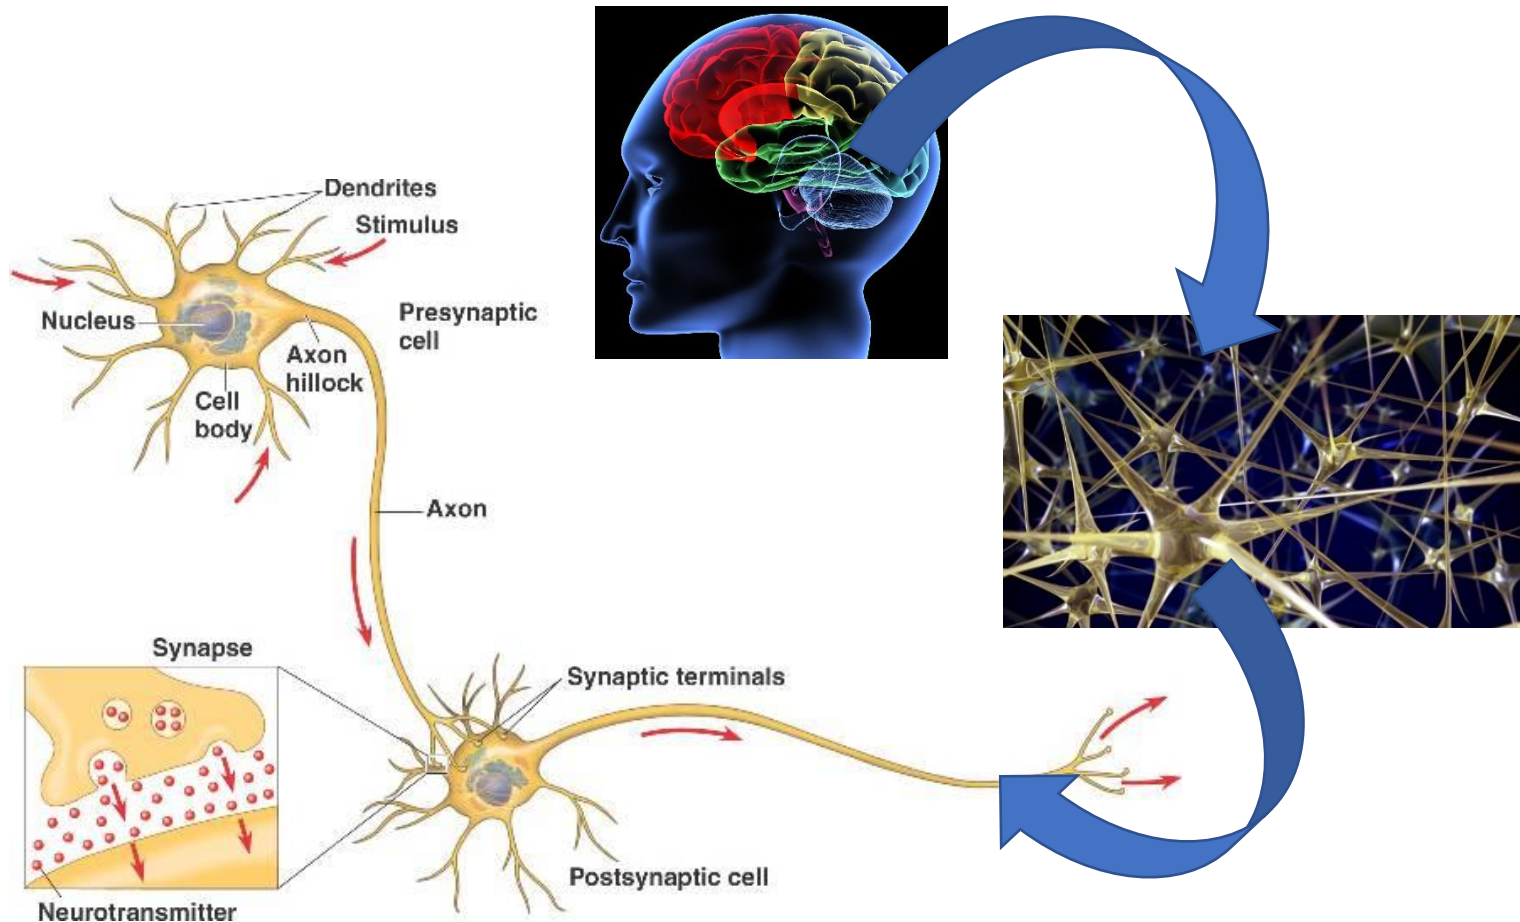 Dendrites
Stimulus
Nucleus
Presynaptic
cell
Axon
hillock
Cell
body
Axon
Synapse
Synaptic terminals
Postsynaptic cell
Neurotransmitter